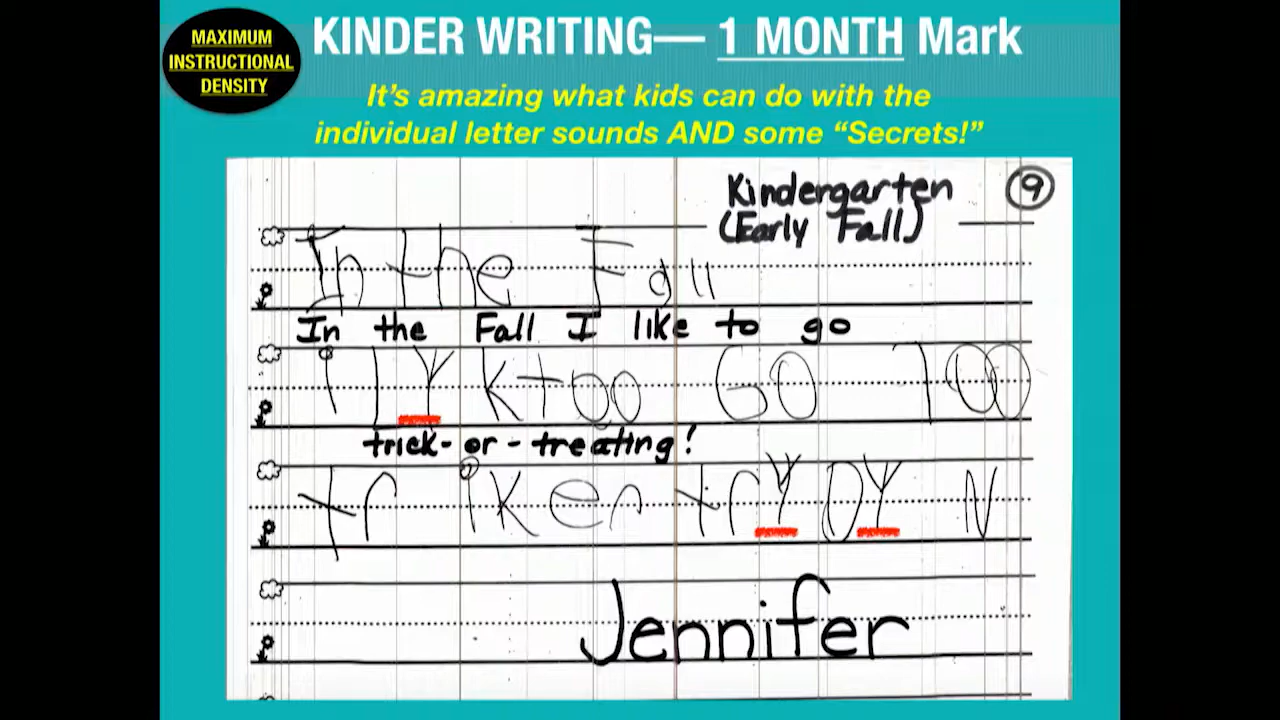 MAXIMUM
INSTRUCTIONAL
DENSITY
KINDER WRITING— 1 MONTH Mark
It's amazing what kids can do with the
individual letter sounds AND some “Secrets!”
Kindergarten 9
(Early Fall)
In the Fall
In the Fall I like to go
i l Y k too GO TOO
trick-or-treating!
tr iker trY DY N
Jennifer